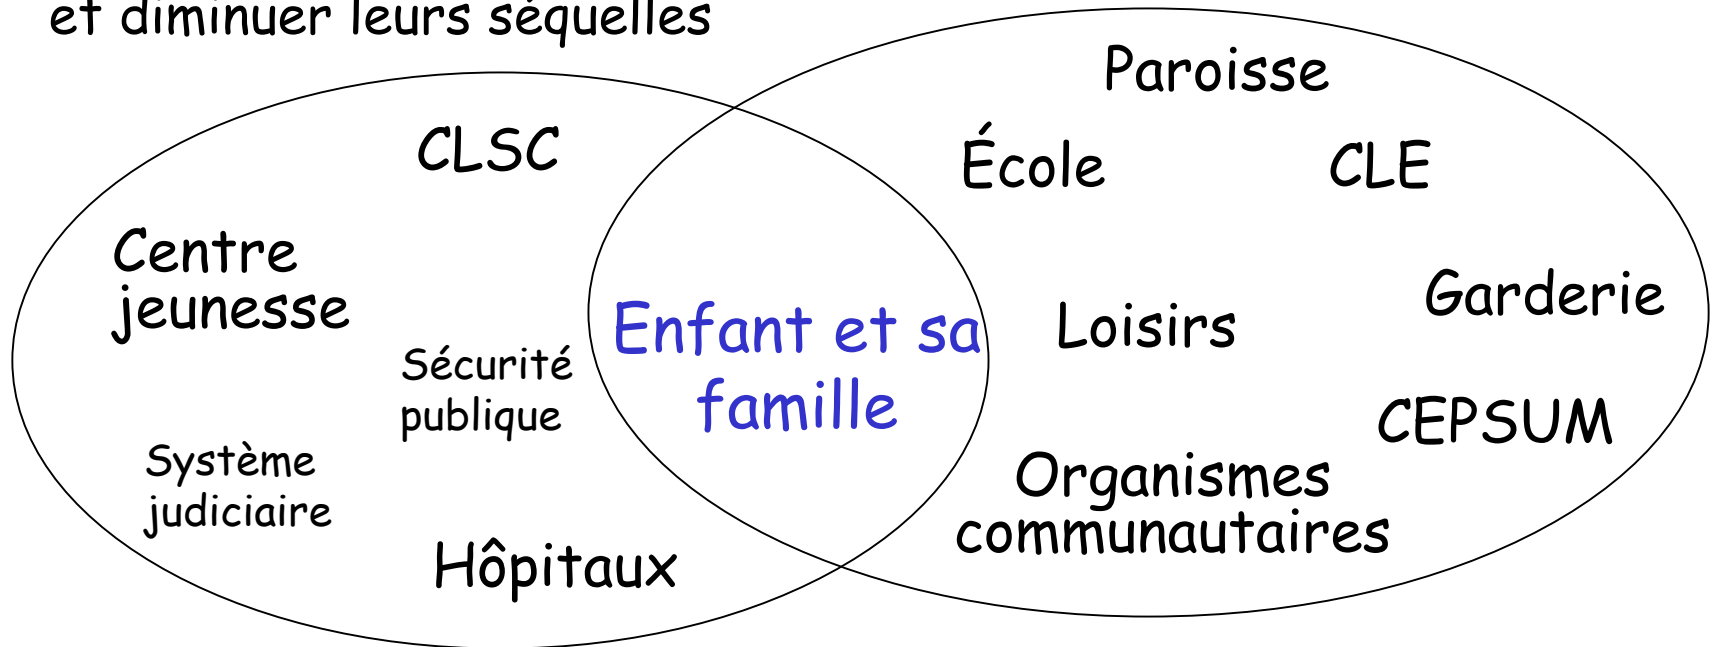 et diminuer leurs séquelles
CLSC
Centre
jeunesse
Sécurité
publique
Système
judiciaire
Hôpitaux
Enfant et sa
famille
Paroisse
École
CLE
Garderie
Loisirs
CEPSUM
Organismes
communautaires